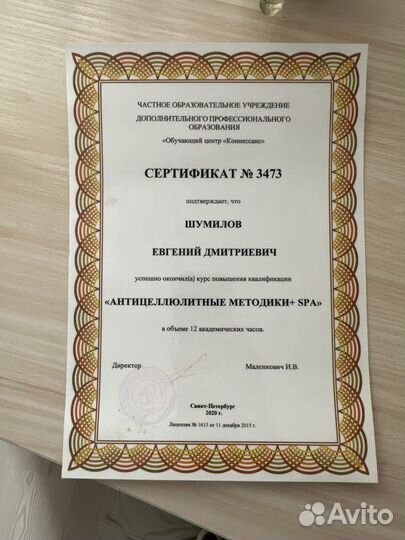 ЧАСТНОЕ ОБРАЗОВАТЕЛЬНОЕ УЧРЕЖДЕНИЕ
ДОПОЛНИТЕЛЬНОГО ПРОФЕССИОНАЛЬНОГО
ОБРАЗОВАНИЯ
«Обучающий центр «Коннессанс»
СЕРТИФИКАТ № 3473
подтверждает, что
ШУМИЛОВ
ЕВГЕНИЙ ДМИТРИЕВИЧ
успешно окончил(а) курс повышения квалификации
«АНТИЦЕЛЛЮЛИТНЫЕ МЕТОДИКИ+ SPA»
в объеме 12 академических часов.
Директор Маленкович И.В.
Санкт-Петербург
2020 г.
Лицензия № 1615 от 11 декабря 2015 г.
Avito